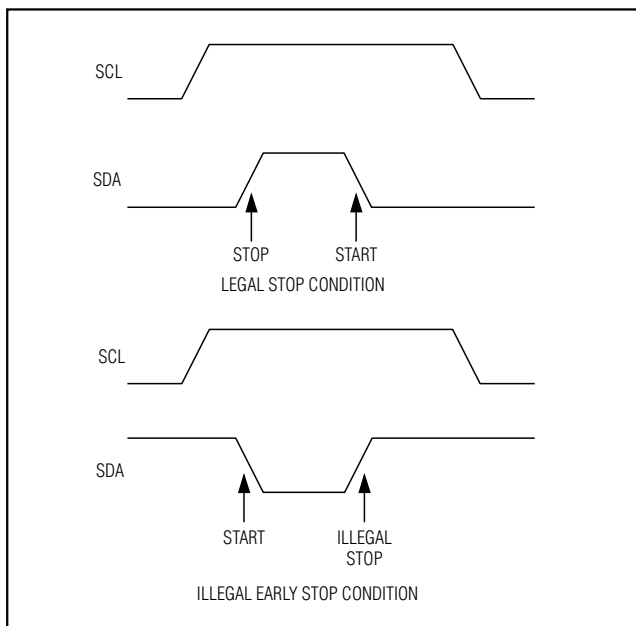 SCL
SDA
STOP START
LEGAL STOP CONDITION
SCL
SDA
START ILLEGAL
STOP
ILLEGAL EARLY STOP CONDITION